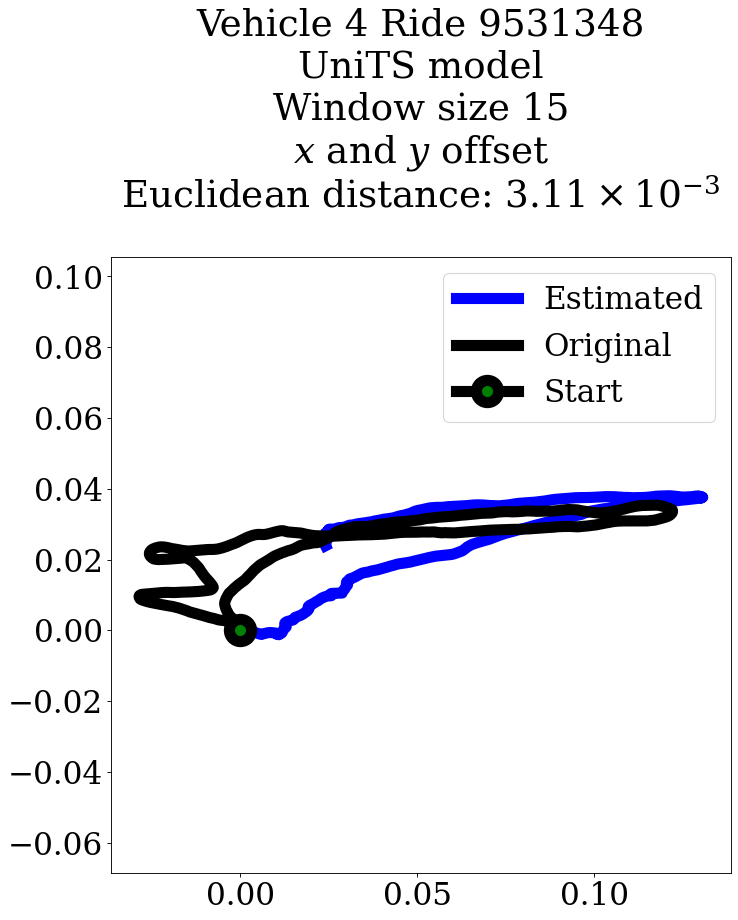 Vehicle 4 Ride 9531348
UniTS model
Window size 15
x and y offset
Euclidean distance: 3.11 × 10⁻³
Estimated
Original
Start
0.10
0.08
0.06
0.04
0.02
0.00
−0.02
−0.04
−0.06
0.00 0.05 0.10